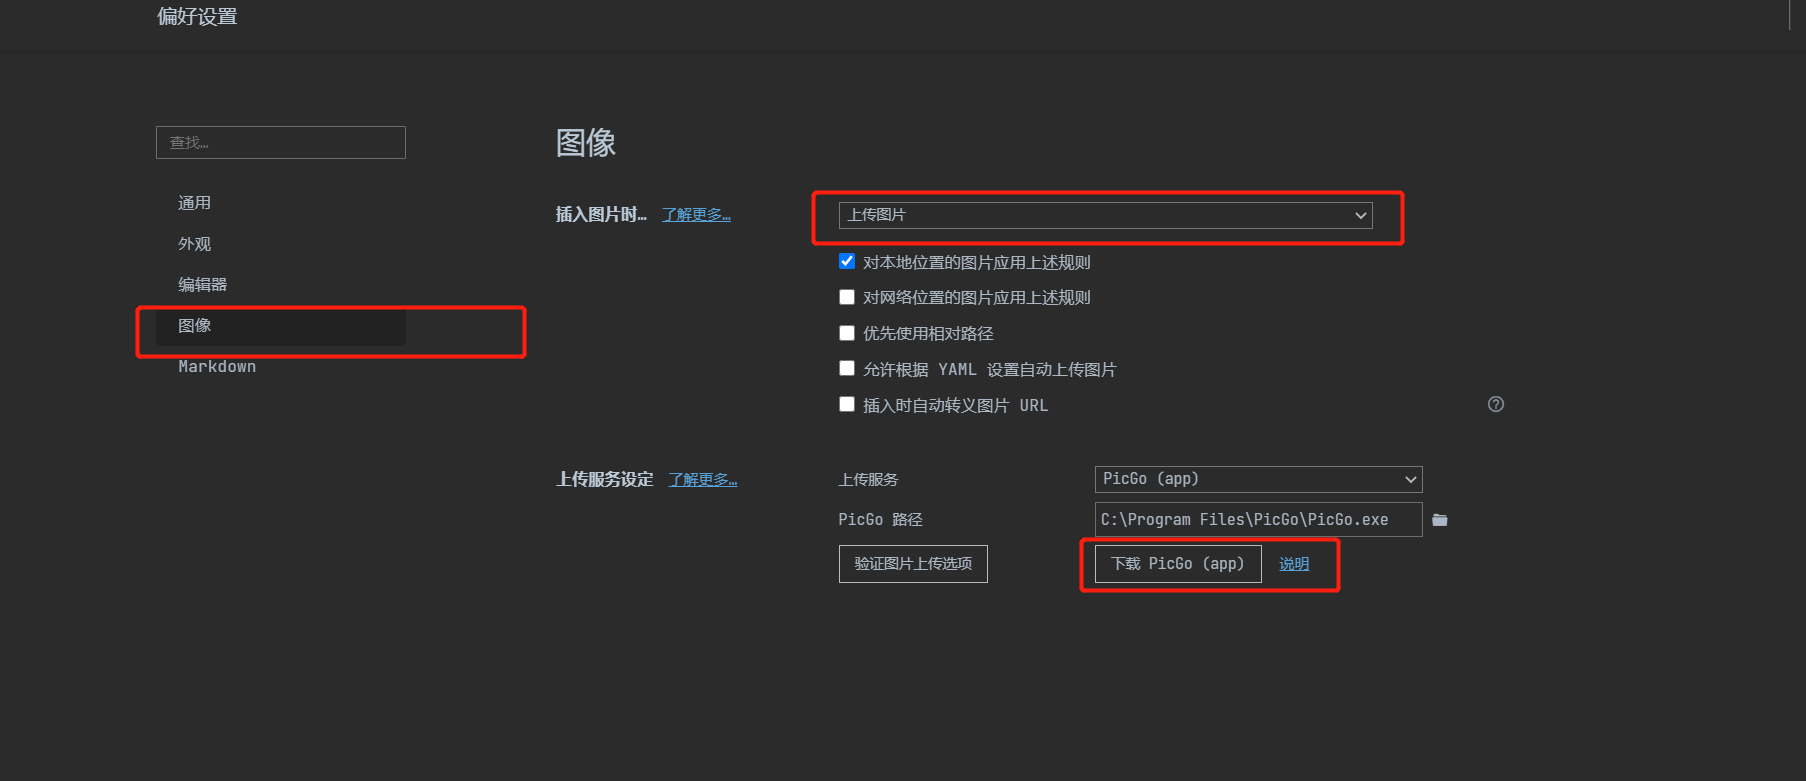 偏好设置
查找…
通用
外观
编辑器
图像
Markdown
图像
插入图片时… 了解更多… 上传图片
对本地位置的图片应用上述规则
对网络位置的图片应用上述规则
优先使用相对路径
允许根据 YAML 设置自动上传图片
插入时自动转义图片 URL
上传服务设定 了解更多… 上传服务 PicGo (app)
PicGo 路径 C:\Program Files\PicGo\PicGo.exe
验证图片上传选项 下载 PicGo (app) 说明